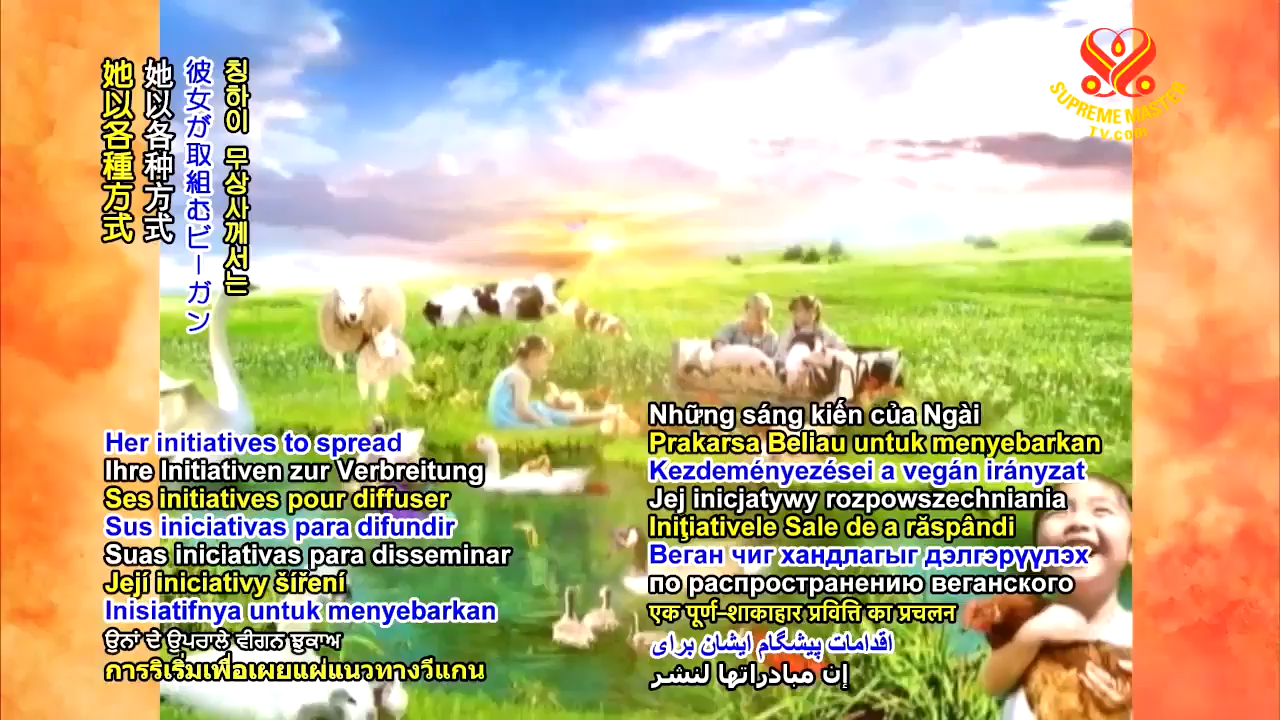 칭하이 무상사께서는
彼女が取組むビーガン
她以各种方式
她以各種方式
SUPREME MASTER
TV.com
Her initiatives to spread
Ihre Initiativen zur Verbreitung
Ses initiatives pour diffuser
Sus iniciativas para difundir
Suas iniciativas para disseminar
Její iniciativy šíření
Inisiatifnya untuk menyebarkan
ਉਨਾਂ ਦੇ ਉਪਰਾਲੇ ਵੀਗਨ ਝੁਕਾਅ
การริเริ่มเพื่อเผยแผ่แนวทางวีแกน
Những sáng kiến của Ngài
Prakarsa Beliau untuk menyebarkan
Kezdeményezései a vegán irányzat
Jej inicjatywy rozpowszechniania
Iniţiativele Sale de a răspândi
Веган чиг хандлагыг дэлгэрүүлэх
по распространению веганского
एक पूर्ण-शाकाहार प्रवित्ति का प्रचलन
اقدامات پیشگام ایشان برای
إن مبادراتها لنشر